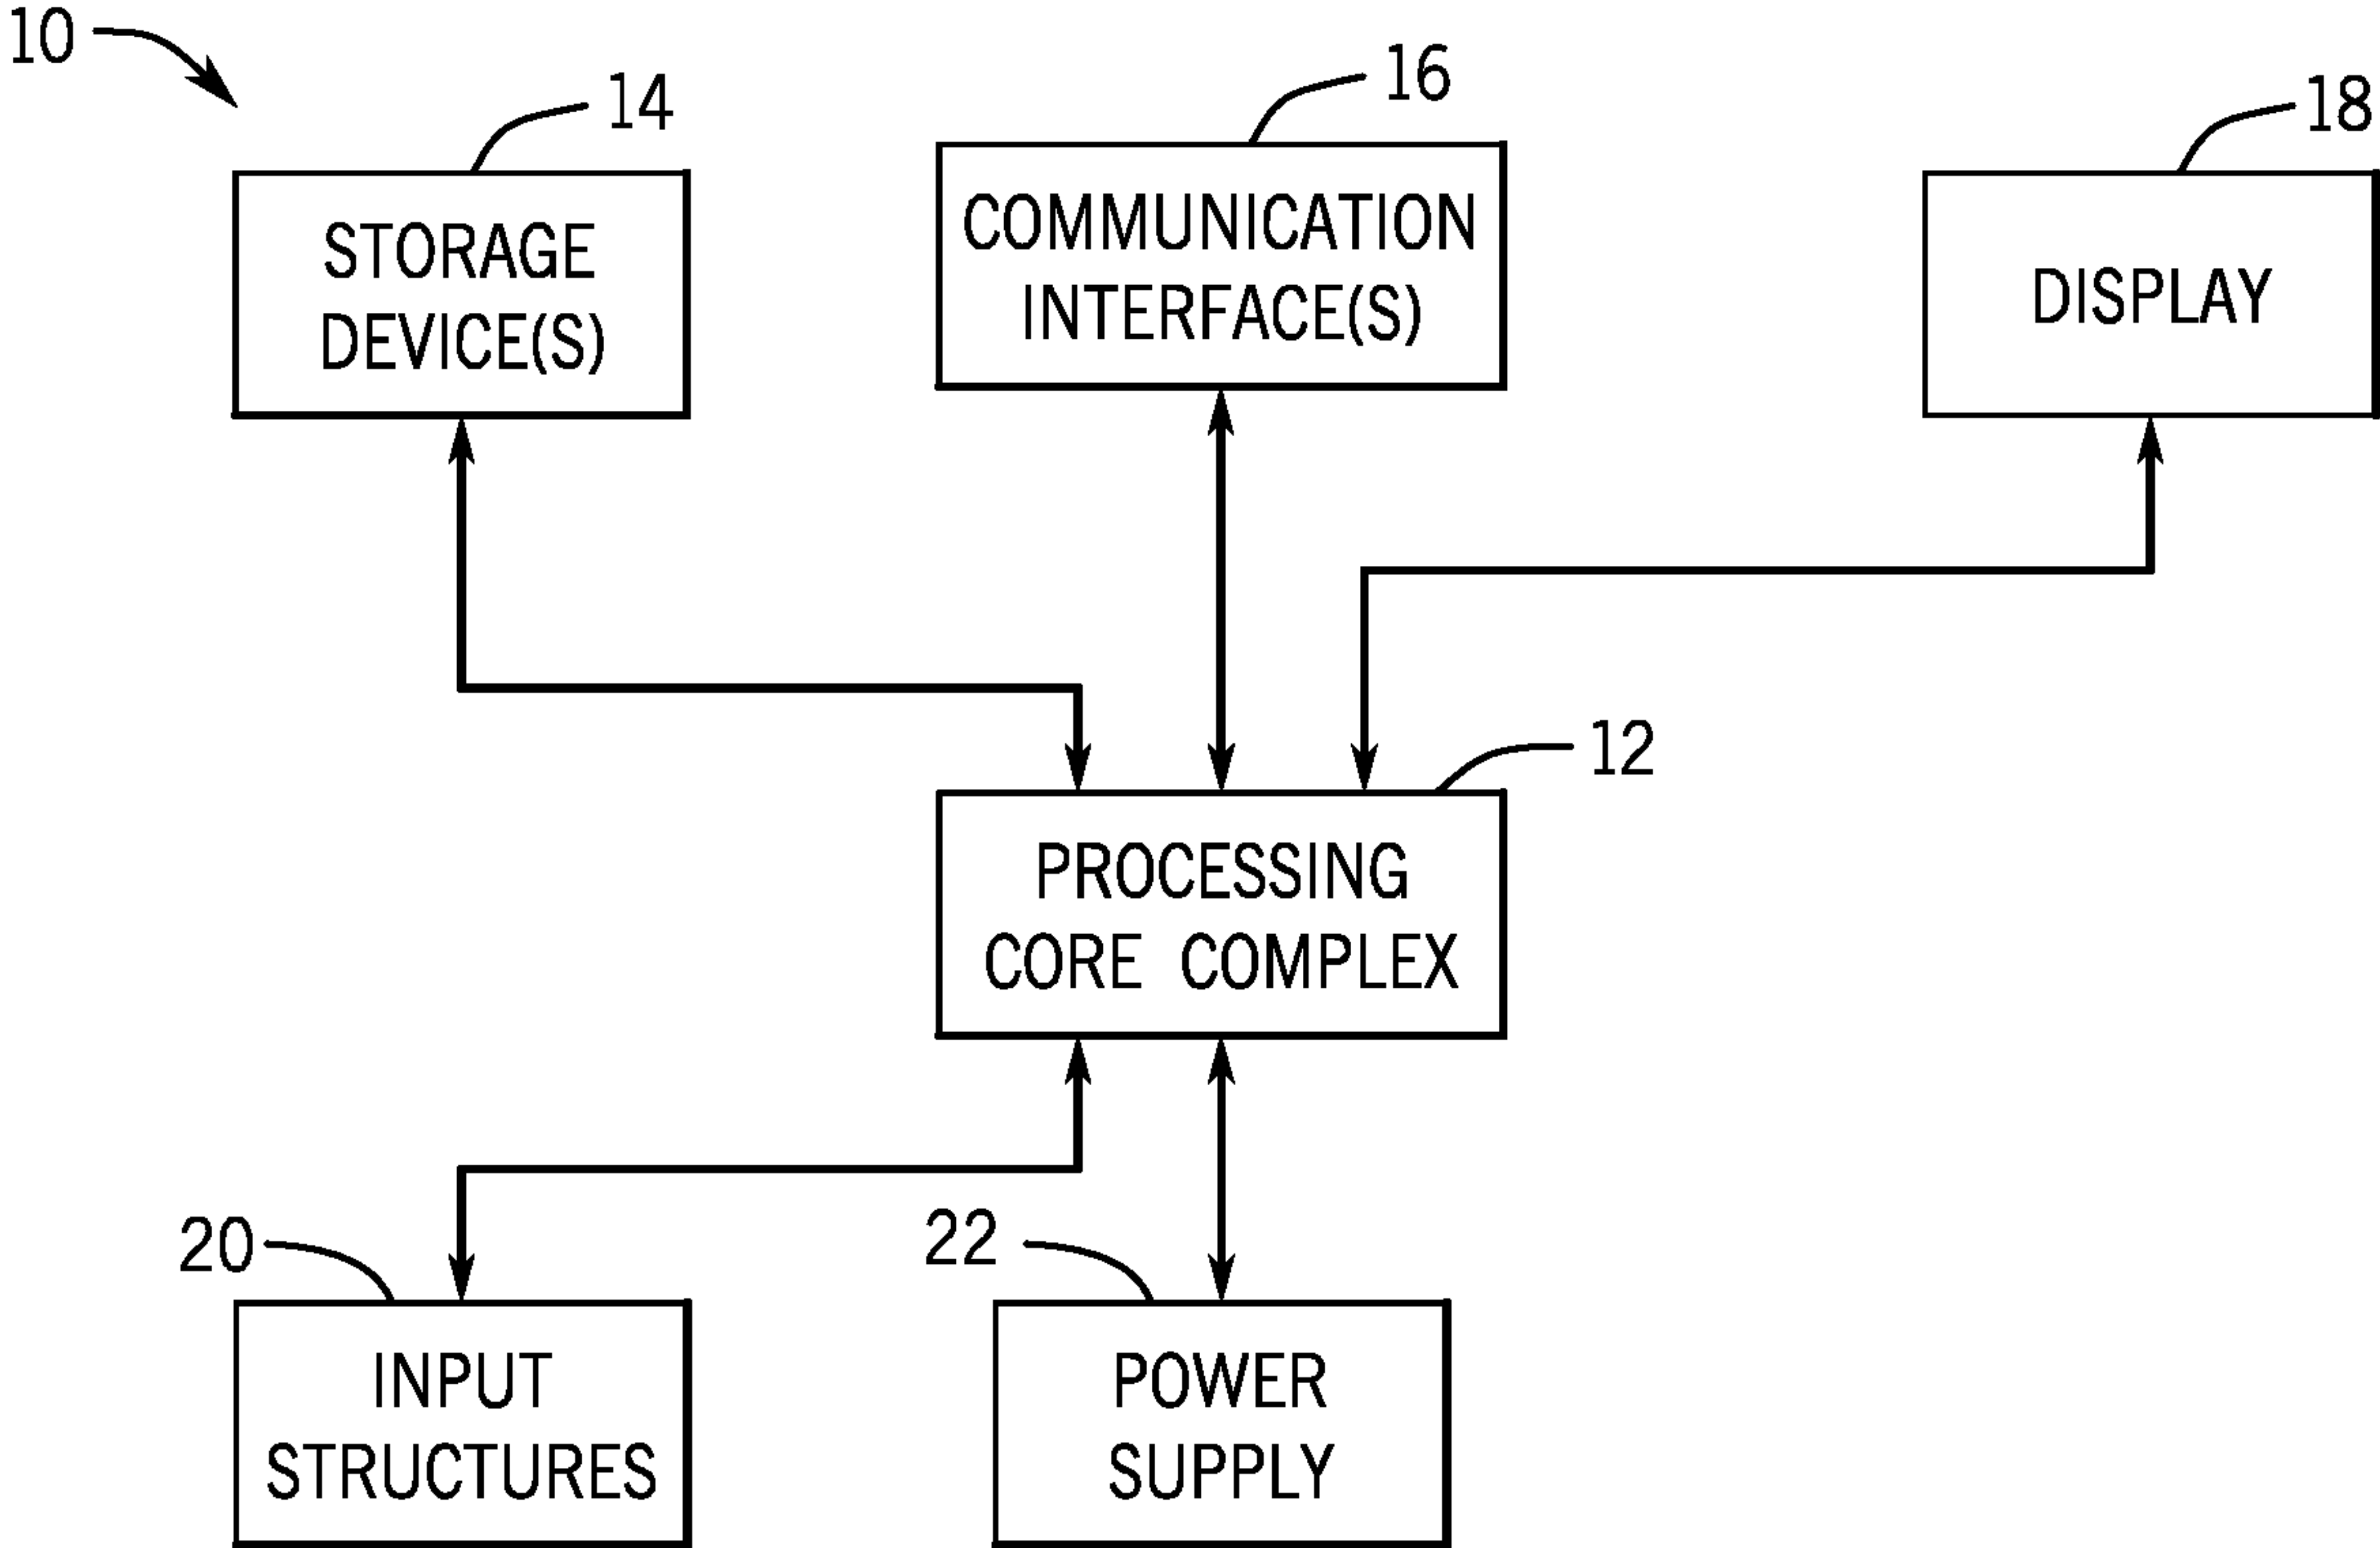 10
14
STORAGE
DEVICE(S)
16
COMMUNICATION
INTERFACE(S)
18
DISPLAY
12
PROCESSING
CORE COMPLEX
20
INPUT
STRUCTURES
22
POWER
SUPPLY